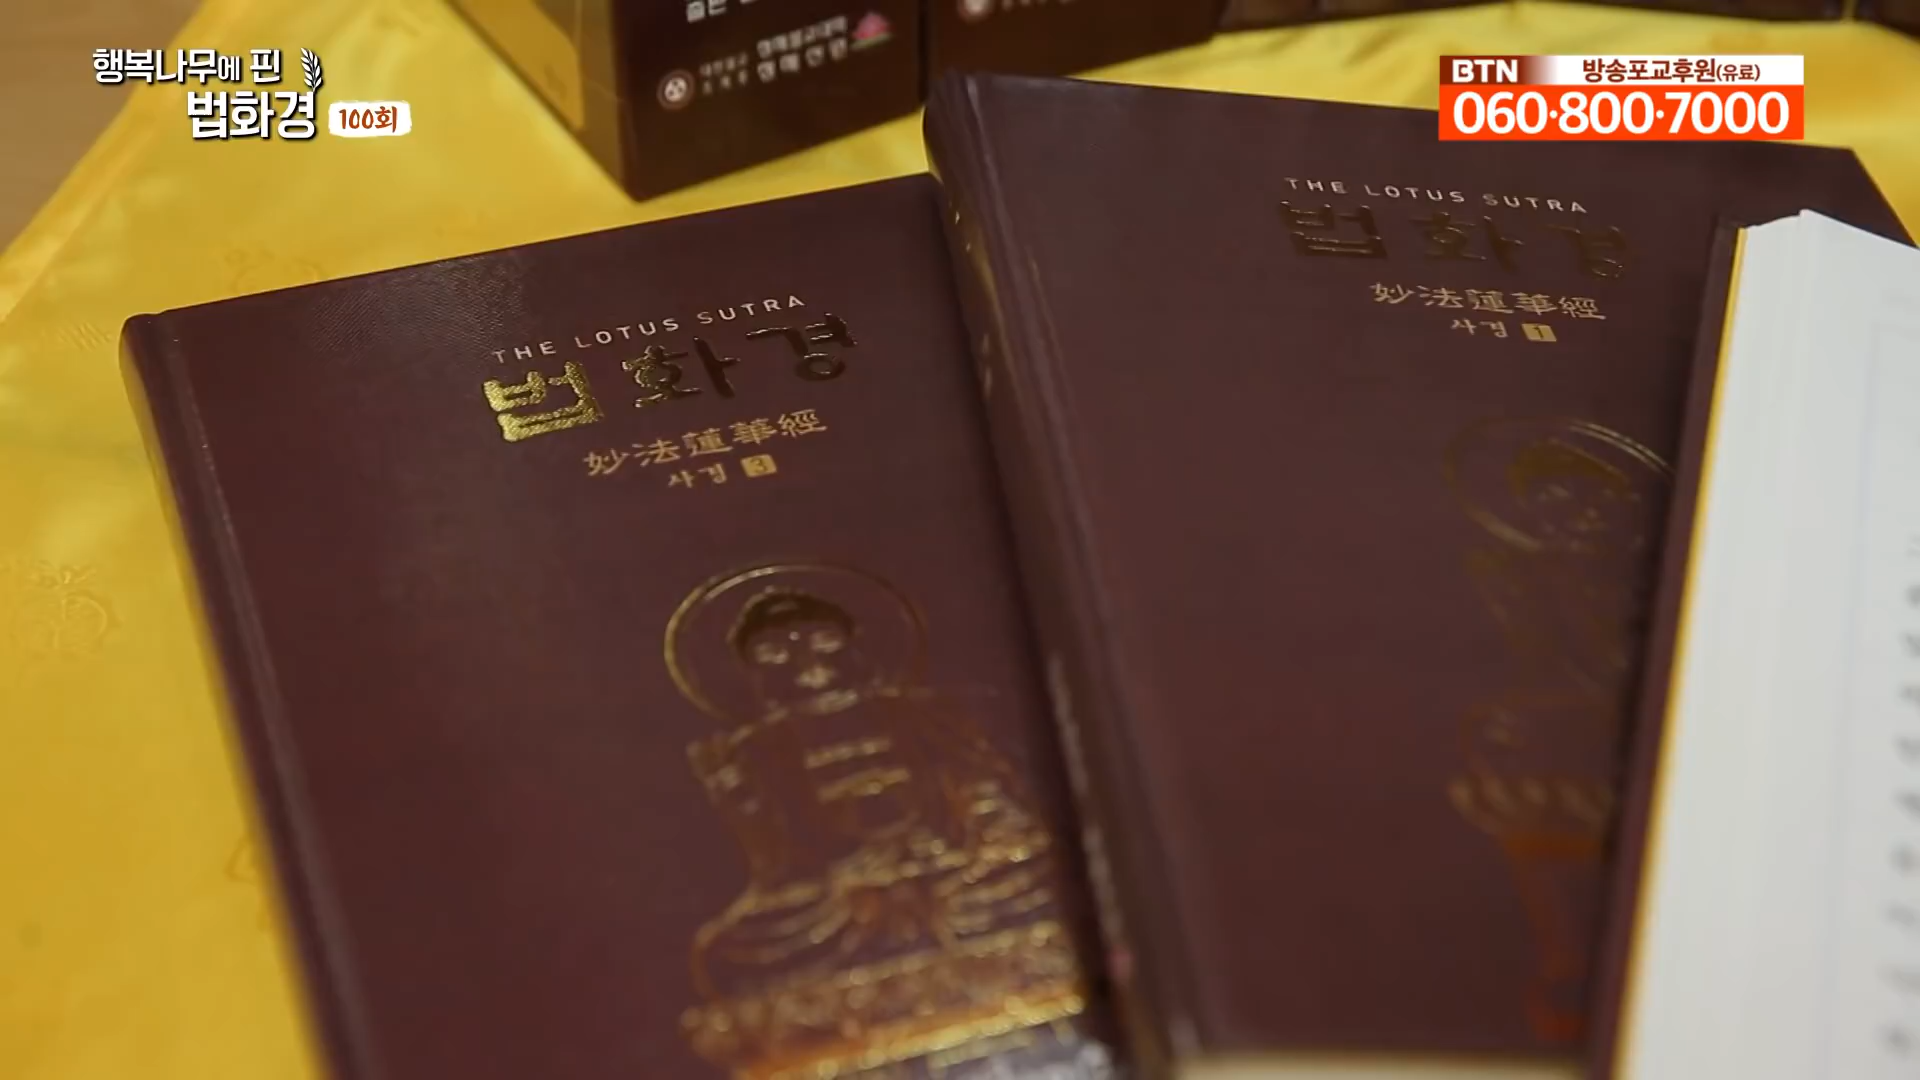 행복나무에 핀
법화경 100회
BTN 방송포교후원(유료)
060·800·7000
THE LOTUS SUTRA
법화경
妙法蓮華經
사경 3
THE LOTUS SUTRA
법화경
妙法蓮華經
사경 1